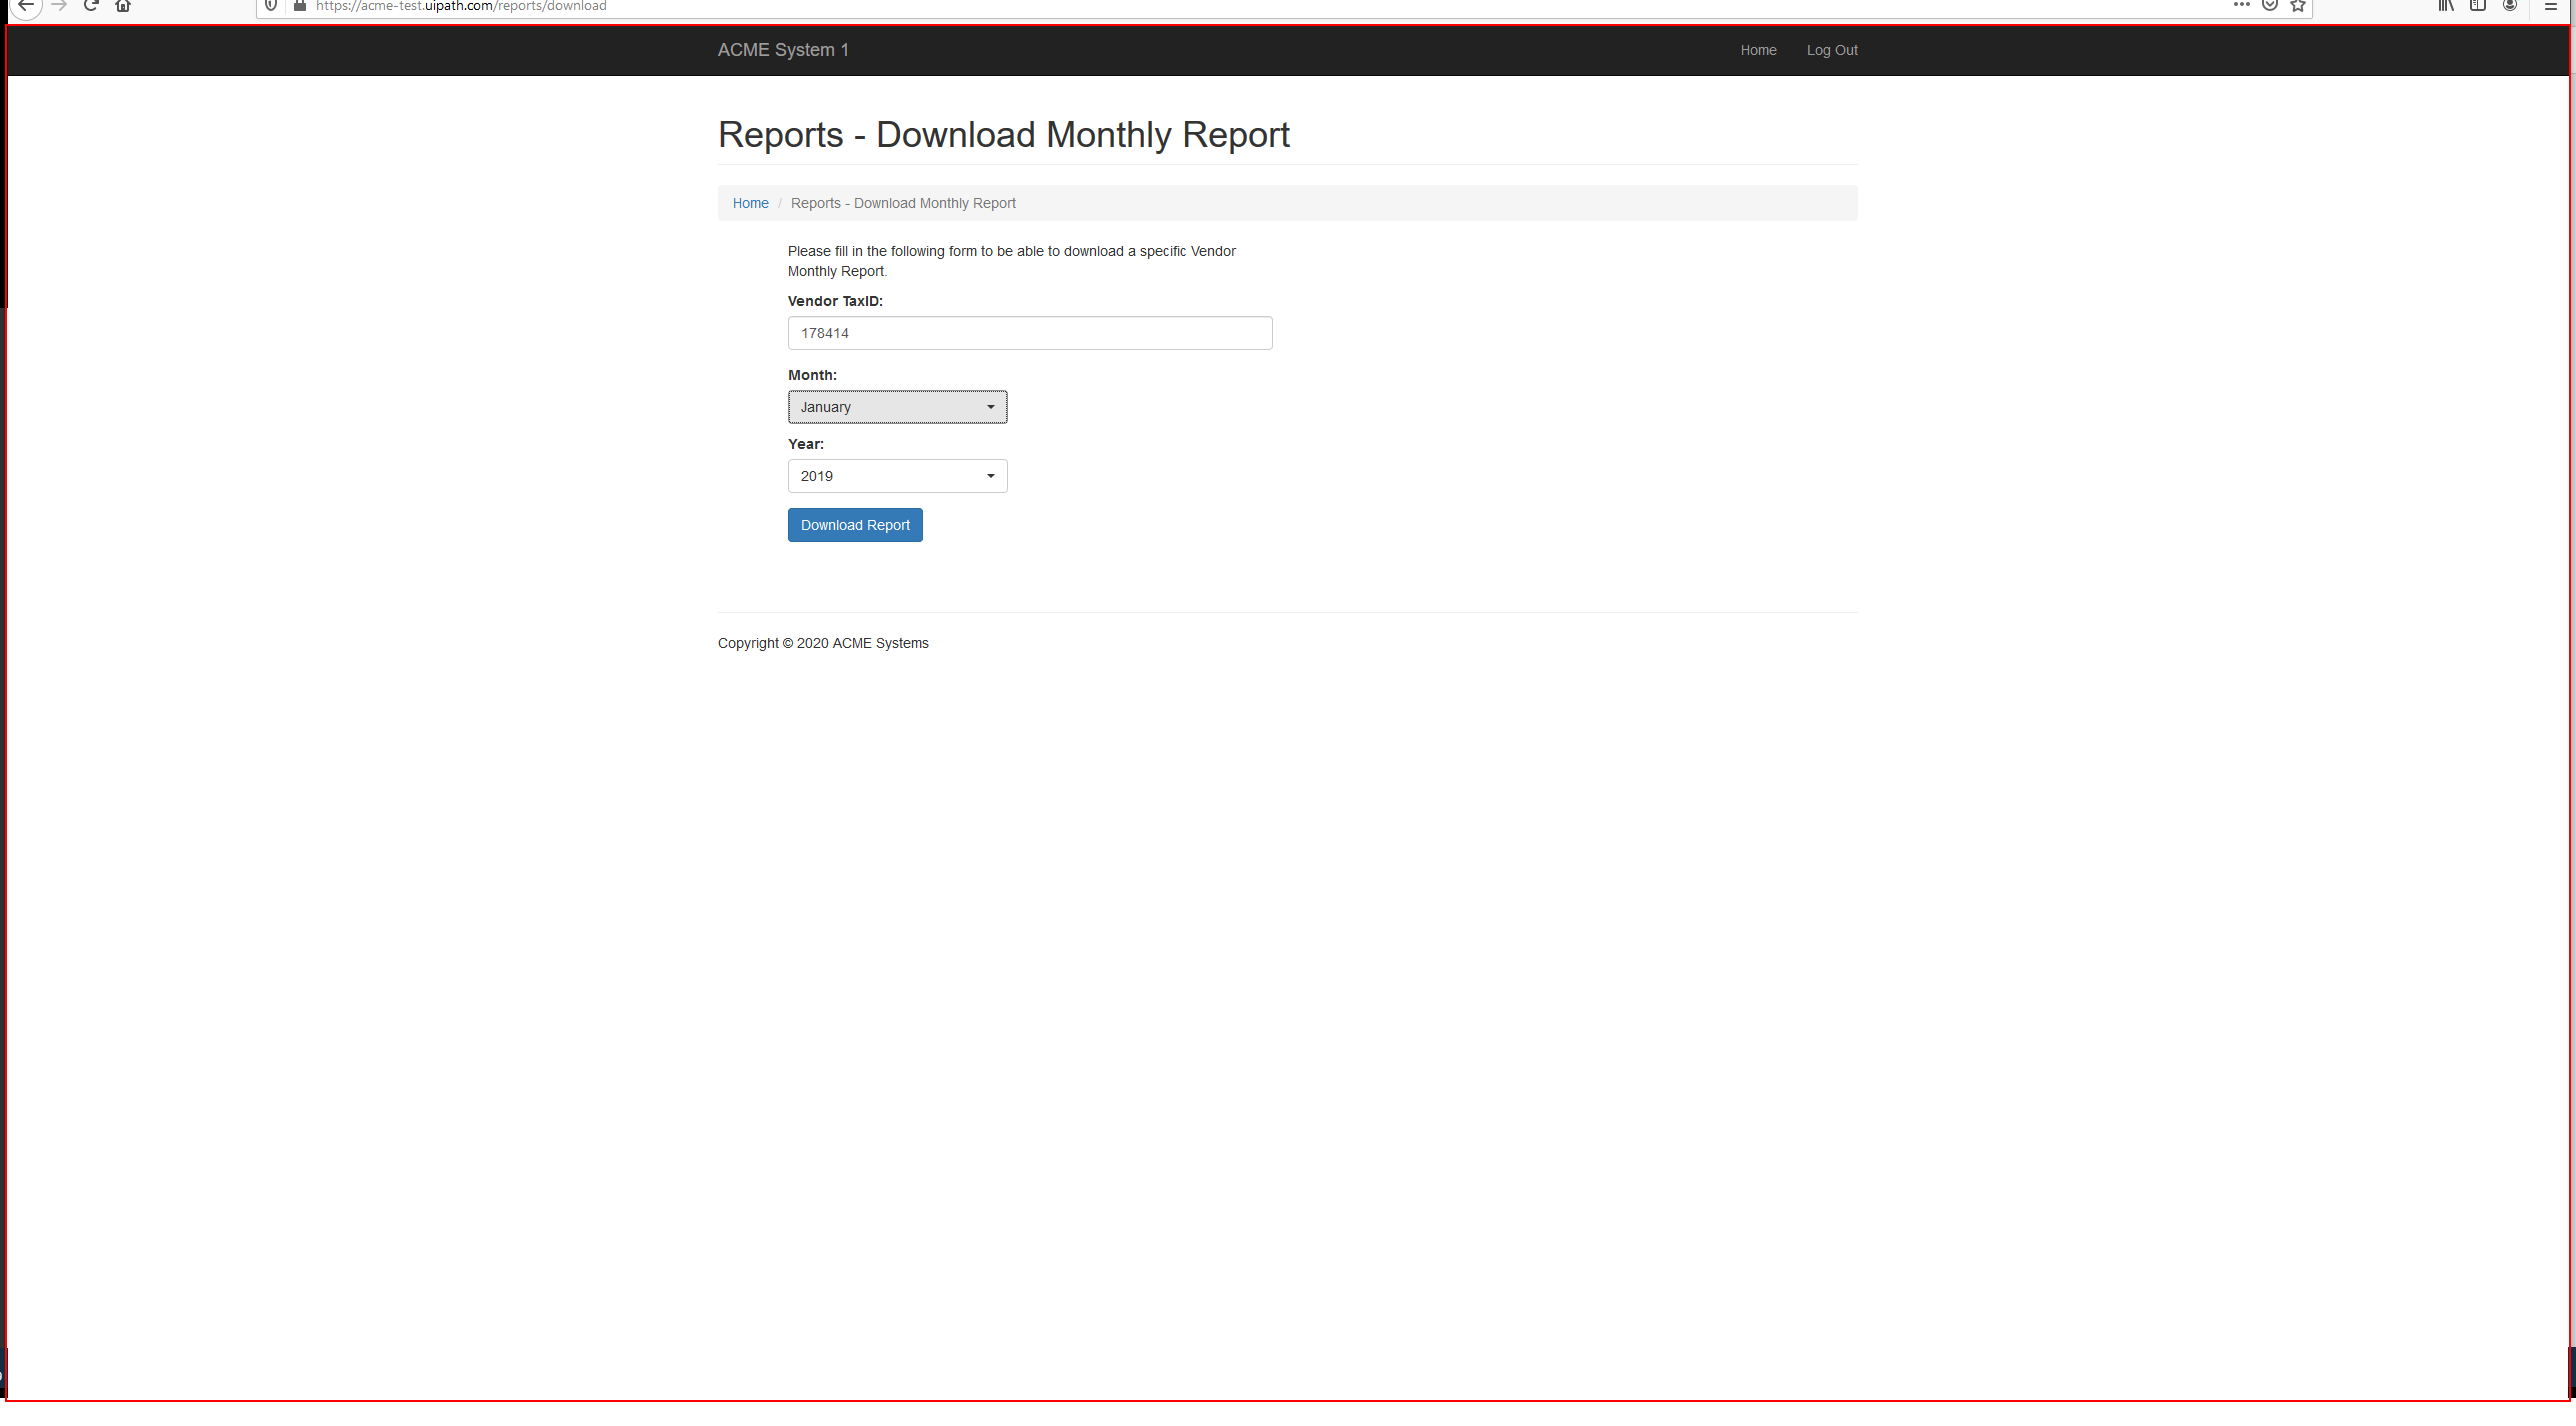 https://acme-test.uipath.com/reports/download
ACME System 1
Home
Log Out
Reports - Download Monthly Report
Home / Reports - Download Monthly Report
Please fill in the following form to be able to download a specific Vendor
Monthly Report.
Vendor TaxID:
178414
Month:
January
Year:
2019
Download Report
Copyright © 2020 ACME Systems